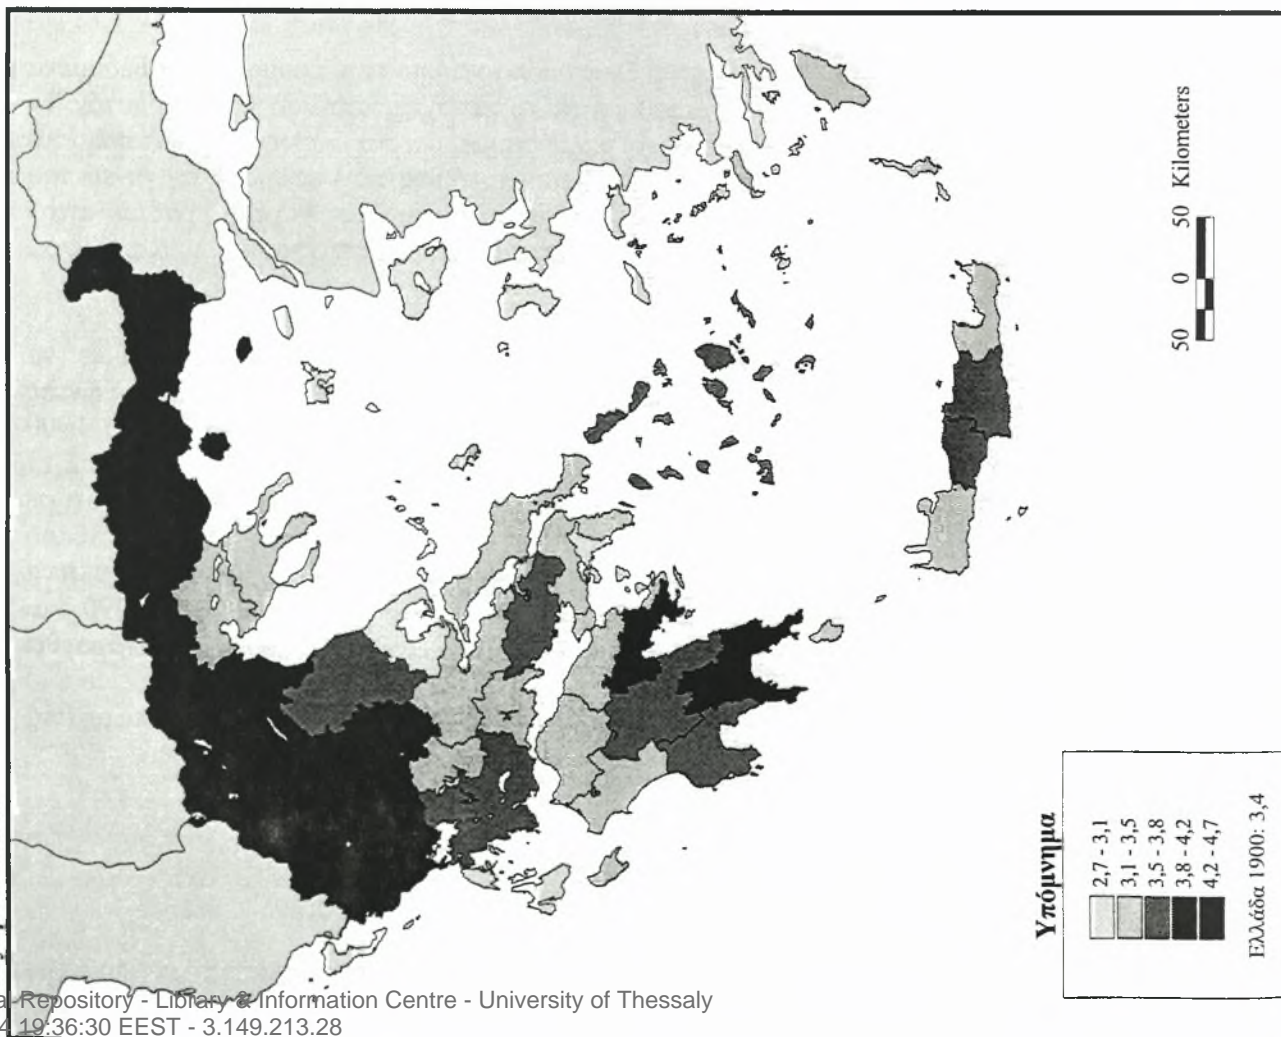 50 0 50 Kilometers
Υπόμνημα
2,7 - 3,1
3,1 - 3,5
3,5 - 3,8
3,8 - 4,2
4,2 - 4,7
Ελλάδα 1900: 3,4
Repository - Library & Information Centre - University of Thessaly
19:36:30 EEST - 3.149.213.28